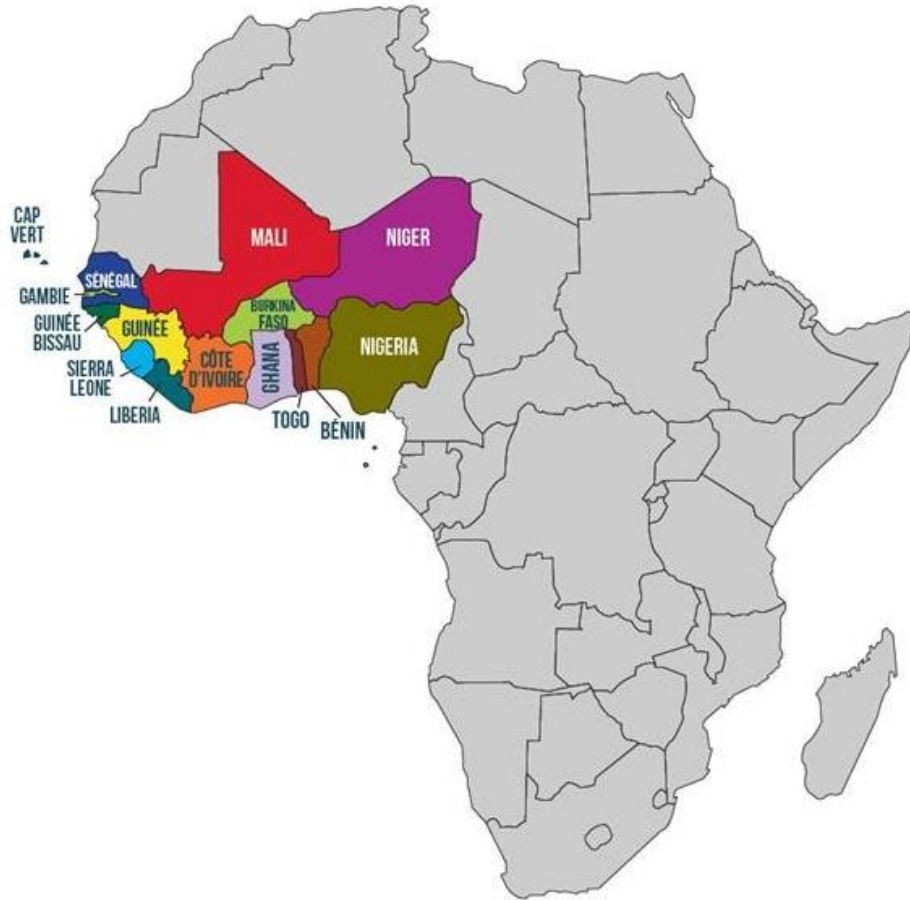 CAP
VERT
MALI
NIGER
SÉNÉGAL
GAMBIE
GUINÉE
BISSAU
GUINÉE
BURKINA
FASO
NIGERIA
SIERRA
LEONE
CÔTE
D'IVOIRE
GHANA
LIBERIA
TOGO
BÉNIN